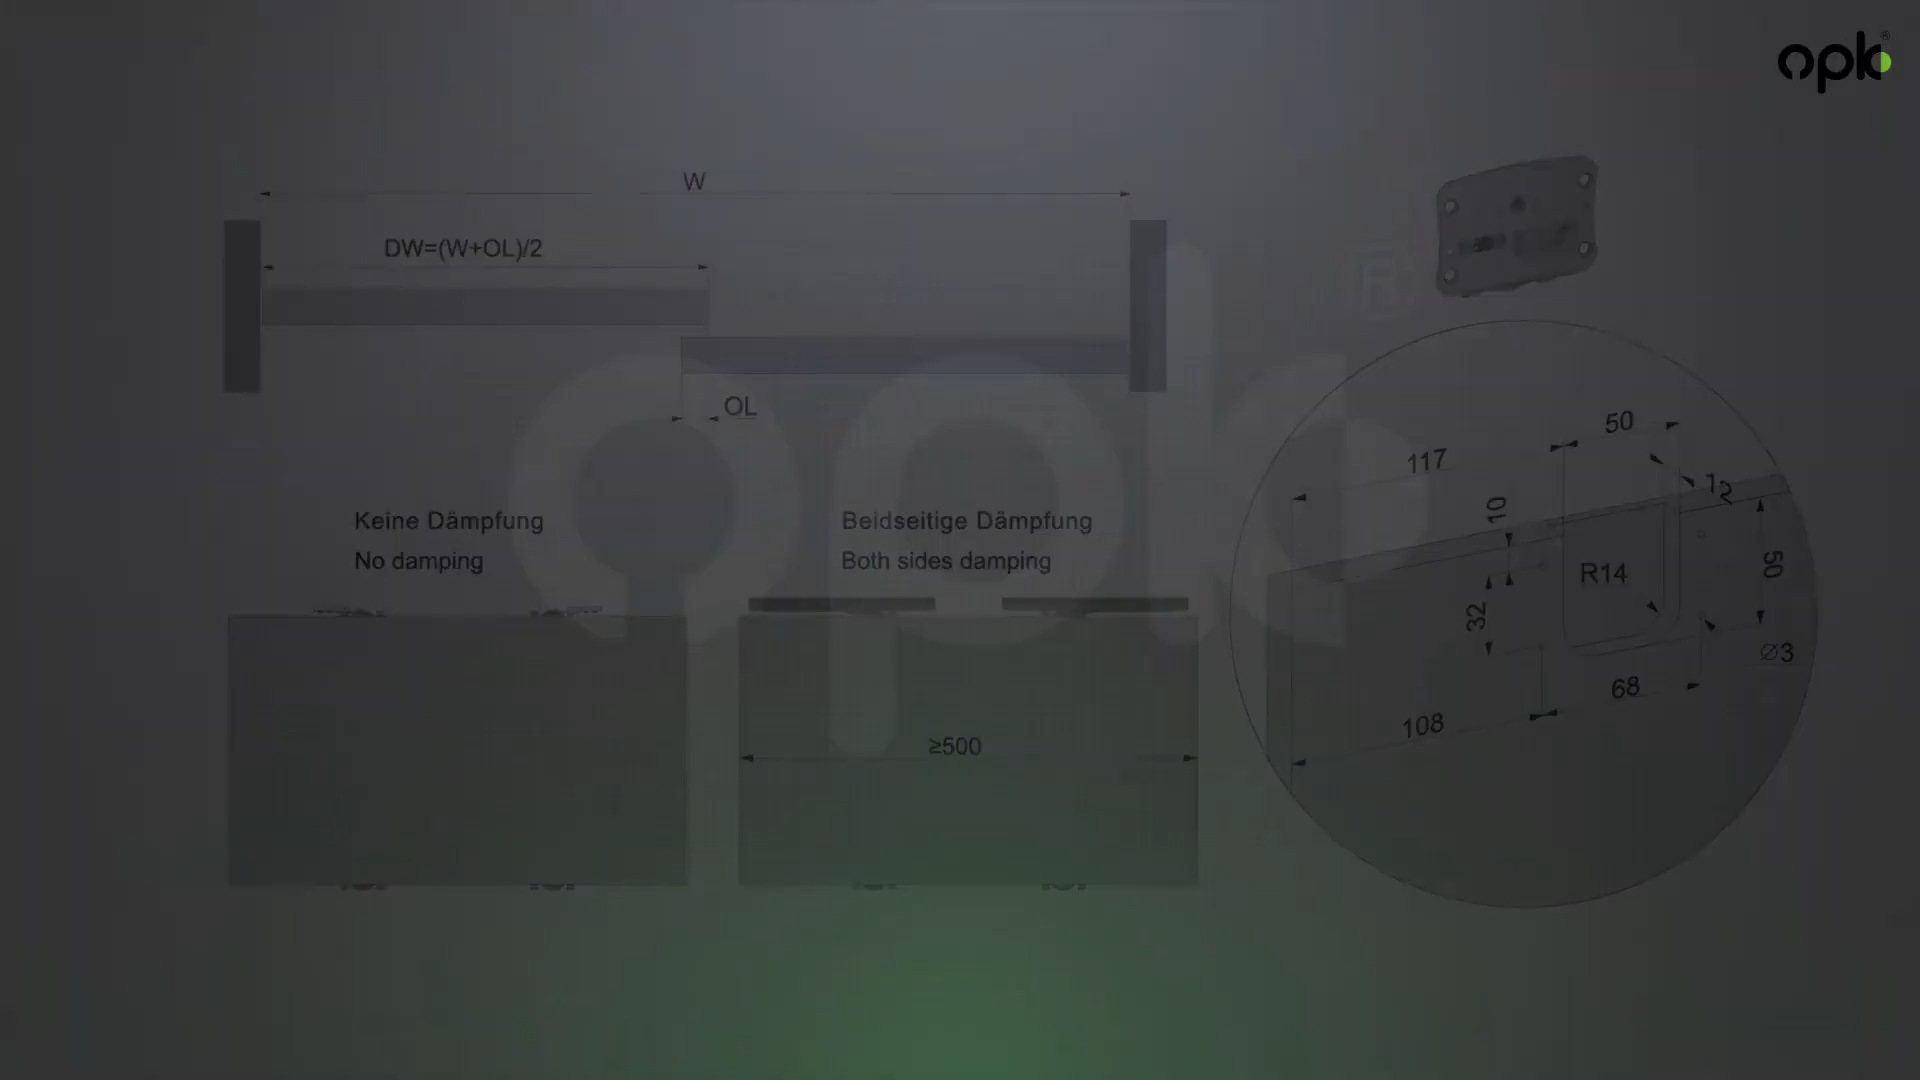 opk®
W
DW=(W+OL)/2
OL
opk®
Keine Dämpfung
No damping
Beidseitige Dämpfung
Both sides damping
≥500
50
117
12
10
50
R14
32
Ø3
68
108